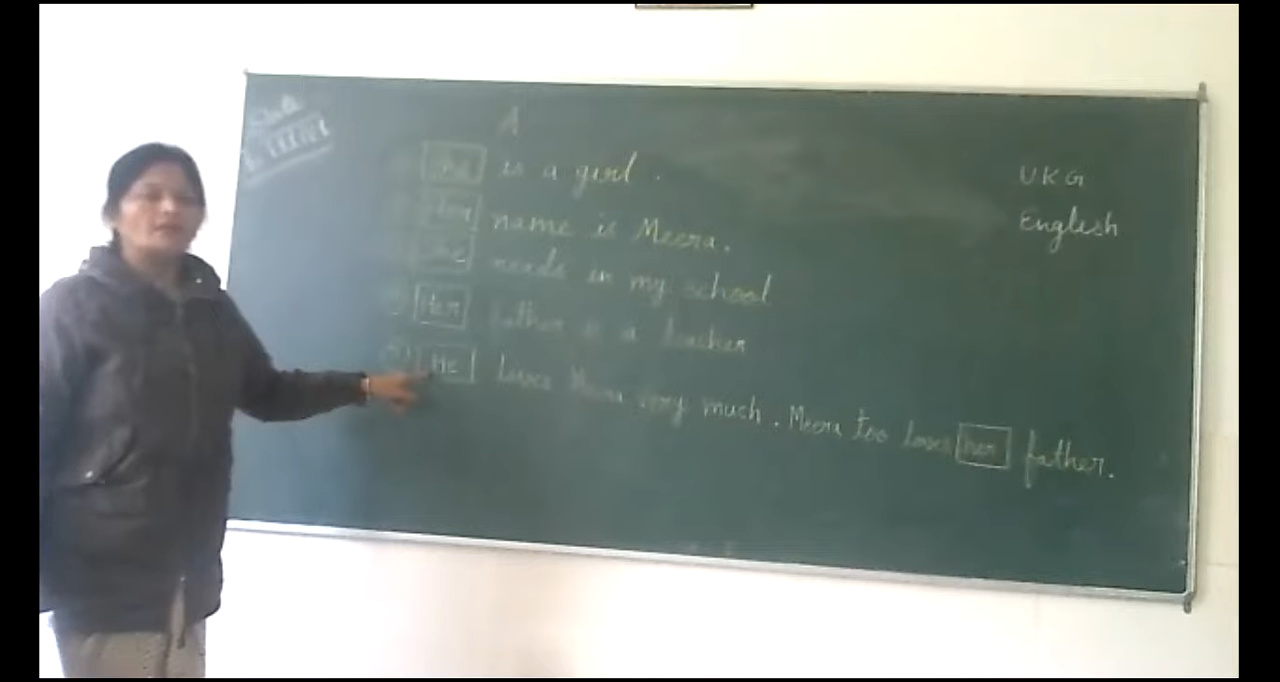 A
She is a girl.
Her name is Meera.
She reads in my school
Her father is a teacher
He loves Meera very much. Meera too loves her father.
UKG
English